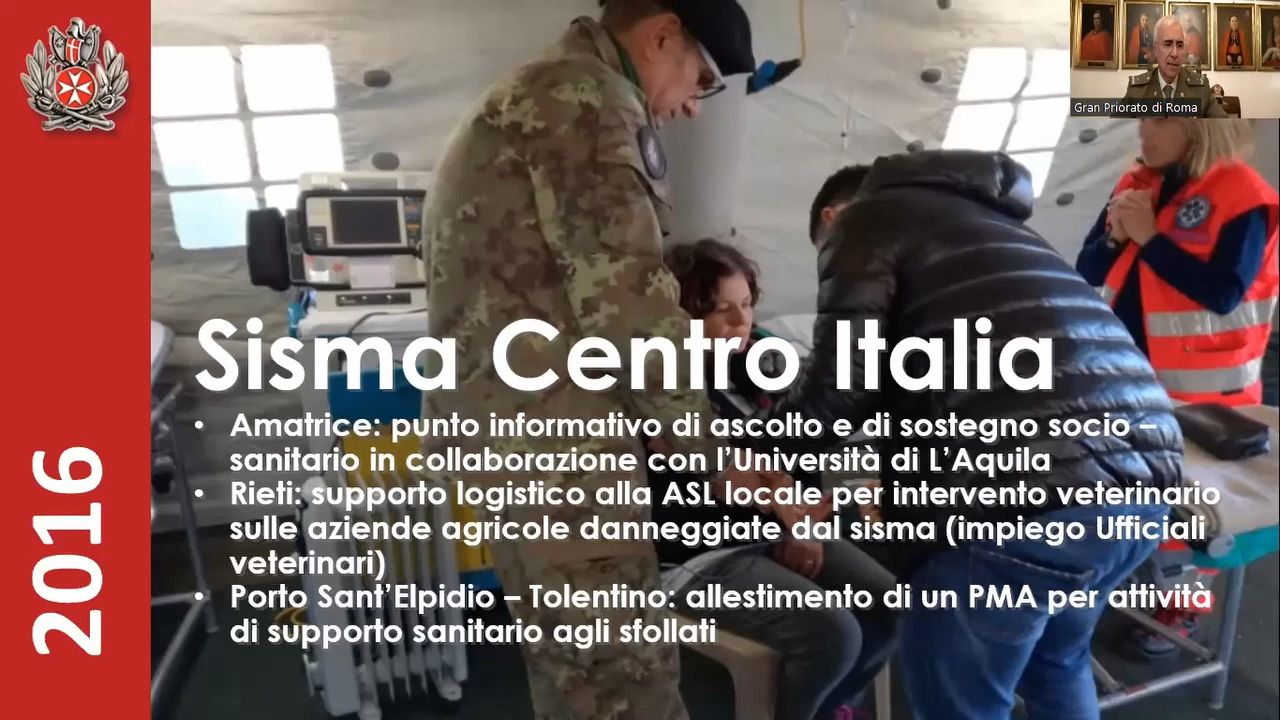 Gran Priorato di Roma
2016
Sisma Centro Italia
• Amatrice: punto informativo di ascolto e di sostegno socio –
sanitario in collaborazione con l’Università di L’Aquila
• Rieti: supporto logistico alla ASL locale per intervento veterinario
sulle aziende agricole danneggiate dal sisma (impiego Ufficiali
veterinari)
• Porto Sant’Elpidio – Tolentino: allestimento di un PMA per attività
di supporto sanitario agli sfollati